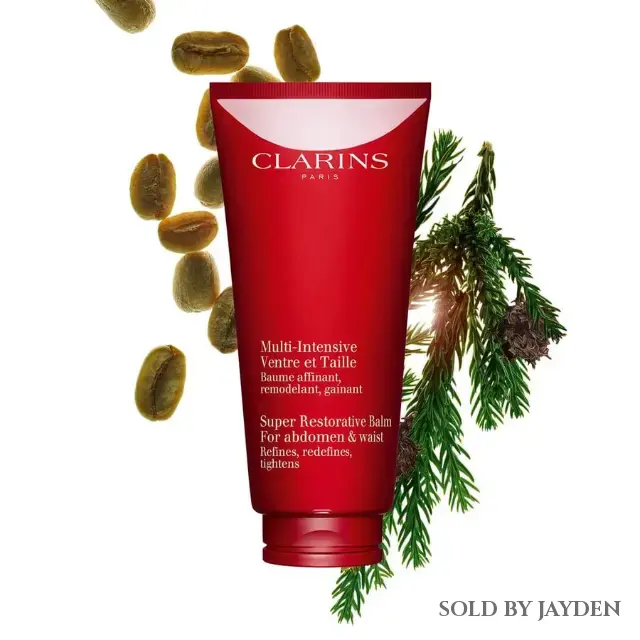 CLARINS
PARIS
Multi-Intensive
Ventre et Taille
Baume affinant,
remodelant, gainant
Super Restorative Balm
For abdomen & waist
Refines, redefines,
tightens
SOLD BY JAYDEN